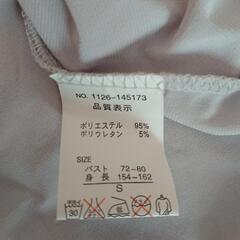 NO. 1126-145173
品質表示
ポリエステル 95%
ポリウレタン 5%
SIZE
バスト 72~80
身長 154~162
S
30
低